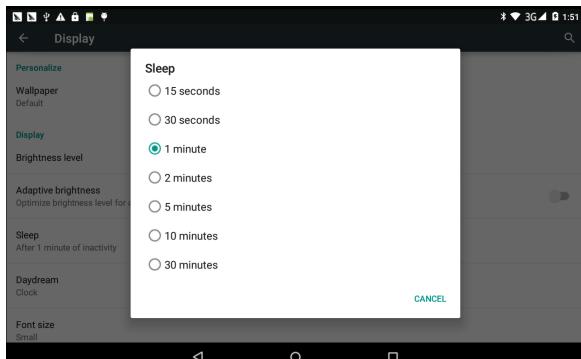 3G 1:51
Display
Personalize
Wallpaper
Default
Display
Brightness level
Adaptive brightness
Optimize brightness level for
Sleep
After 1 minute of inactivity
Daydream
Clock
Font size
Small
Sleep
15 seconds
30 seconds
1 minute
2 minutes
5 minutes
10 minutes
30 minutes
CANCEL